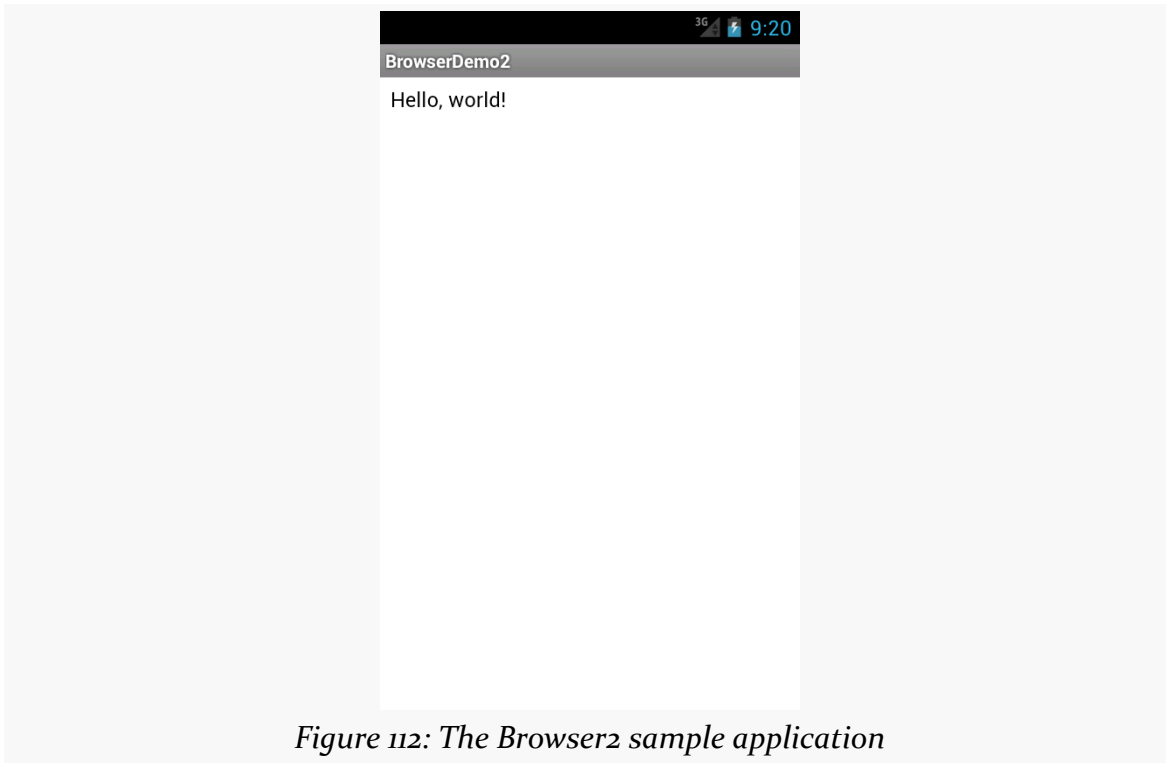 3G 9:20
BrowserDemo2
Hello, world!
Figure 112: The Browser2 sample application